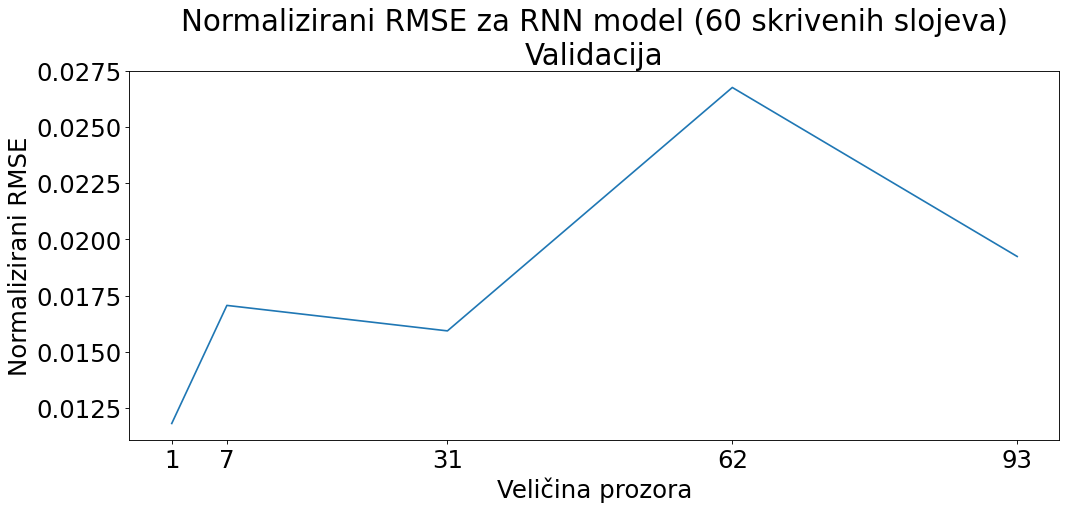 Normalizirani RMSE za RNN model (60 skrivenih slojeva)
Validacija
Normalizirani RMSE
0.0275
0.0250
0.0225
0.0200
0.0175
0.0150
0.0125
1 7 31 62 93
Veličina prozora